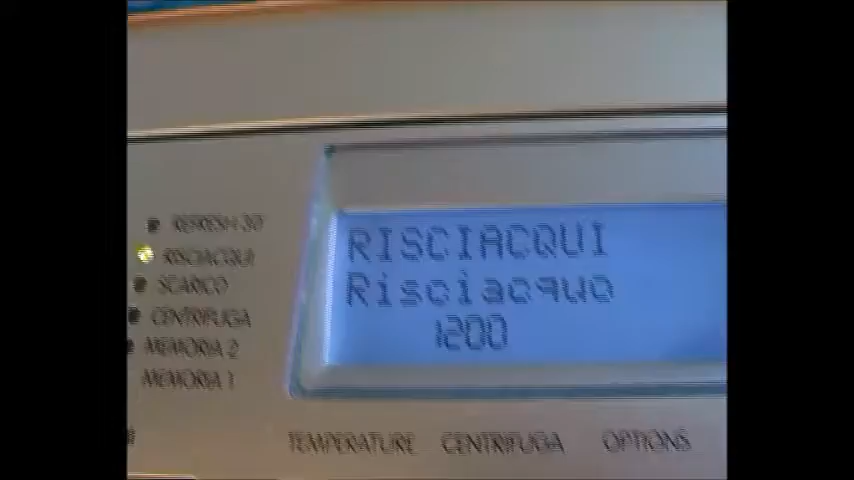 REFRESH 30
RISCIACQUI
SCARICO
CENTRIFUGA
MEMORIA 2
MEMORIA 1
RISCIACQUI
Risciacquo
1200
TEMPERATURE CENTRIFUGA OPTIONS